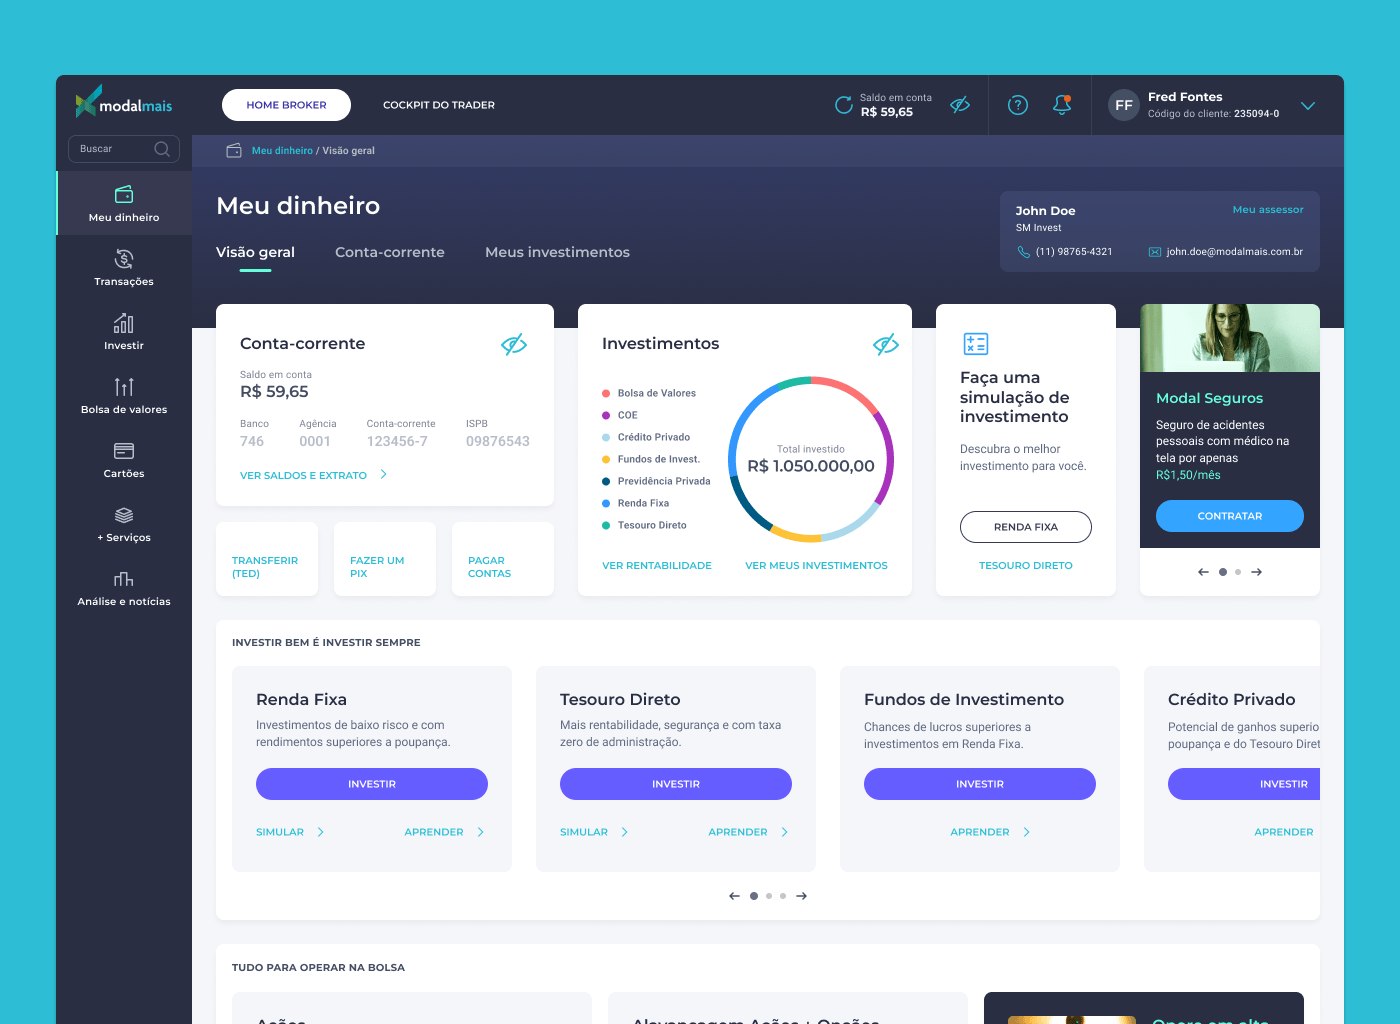 modalmais
HOME BROKER
COCKPIT DO TRADER
Saldo em conta
R$ 59,65
FF
Fred Fontes
Código do cliente: 235094-0
Buscar
Meu dinheiro / Visão geral
Meu dinheiro
Transações
Investir
Bolsa de valores
Cartões
+ Serviços
Análise e notícias
Meu dinheiro
Visão geral
Conta-corrente
Meus investimentos
John Doe
Meu assessor
SM Invest
(11) 98765-4321
john.doe@modalmais.com.br
Conta-corrente
Saldo em conta
R$ 59,65
Banco
Agência
Conta-corrente
ISPB
746
0001
123456-7
09876543
VER SALDOS E EXTRATO
TRANSFERIR
(TED)
FAZER UM
PIX
PAGAR
CONTAS
Investimentos
Bolsa de Valores
COE
Crédito Privado
Fundos de Invest.
Previdência Privada
Renda Fixa
Tesouro Direto
Total investido
R$ 1.050.000,00
VER RENTABILIDADE
VER MEUS INVESTIMENTOS
Faça uma
simulação de
investimento
Descubra o melhor
investimento para você.
RENDA FIXA
TESOURO DIRETO
Modal Seguros
Seguro de acidentes
pessoais com médico na
tela por apenas
R$1,50/mês
CONTRATAR
INVESTIR BEM É INVESTIR SEMPRE
Renda Fixa
Investimentos de baixo risco e com
rendimentos superiores a poupança.
INVESTIR
SIMULAR
APRENDER
Tesouro Direto
Mais rentabilidade, segurança e com taxa
zero de administração.
INVESTIR
SIMULAR
APRENDER
Fundos de Investimento
Chances de lucros superiores a
investimentos em Renda Fixa.
INVESTIR
APRENDER
Crédito Privado
Potencial de ganhos superio
poupança e do Tesouro Diret
INVESTIR
APRENDER
TUDO PARA OPERAR NA BOLSA
Ações
Alavancagem Ações + Opções
Opere em alta